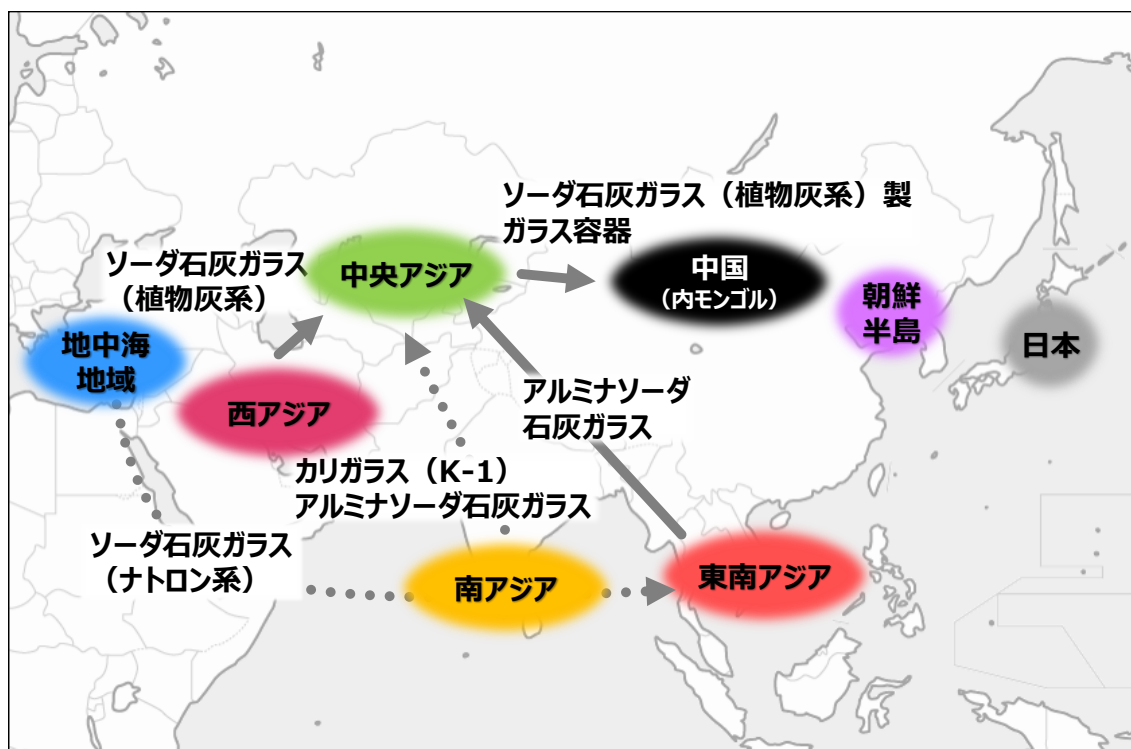 ソーダ石灰ガラス（植物灰系）製
ガラス容器
中央アジア
中国
（内モンゴル）
ソーダ石灰ガラス
（植物灰系）
朝鮮
半島
日本
地中海
地域
西アジア
アルミナソーダ
石灰ガラス
カリガラス（K-1）
アルミナソーダ石灰ガラス
ソーダ石灰ガラス
（ナトロン系）
南アジア
東南アジア